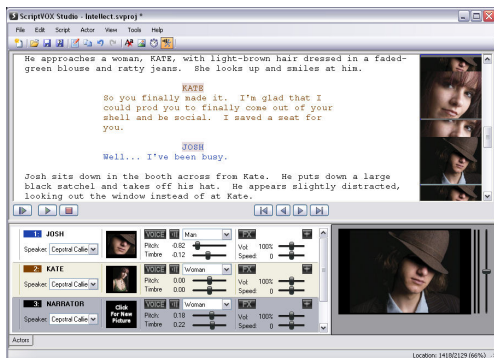 ScriptVOX Studio - Intellect.svproj *
File Edit Script Actor View Tools Help
He approaches a woman, KATE, with light-brown hair dressed in a faded-
green blouse and ratty jeans. She looks up and smiles at him.
KATE
So you finally made it. I'm glad that I
could prod you to finally come out of your
shell and be social. I saved a seat for
you.
JOSH
Well... I've been busy.
Josh sits down in the booth across from Kate. He puts down a large
black satchel and takes off his hat. He appears slightly distracted,
looking out the window instead of at Kate.
1: JOSH VOICE Man FX
Speaker: Cepstral Callie Pitch: -0.82 Vol: 100%
Timbre -0.12 Speed: 0
2: KATE VOICE Woman FX
Speaker: Cepstral Callie Pitch: 0.00 Vol: 100%
Timbre 0.00 Speed: 0
3: NARRATOR Click For New Picture VOICE Woman FX
Speaker: Cepstral Callie Pitch: 0.18 Vol: 100%
Timbre 0.22 Speed: 0
Actors
Location: 1418/2129 (66%)